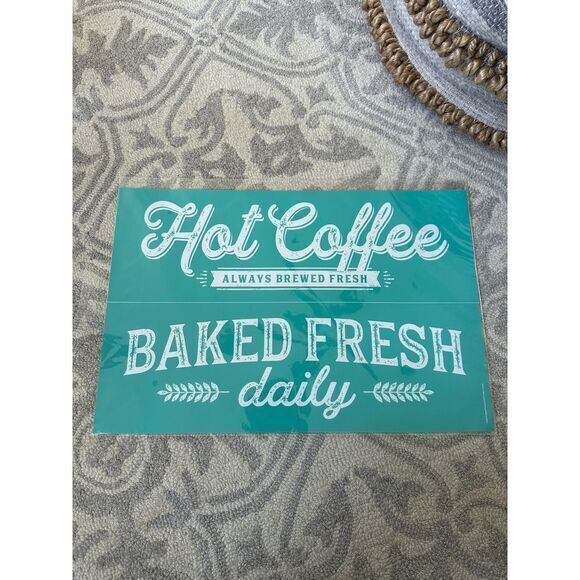 Hot Coffee
ALWAYS BREWED FRESH
BAKED FRESH
daily